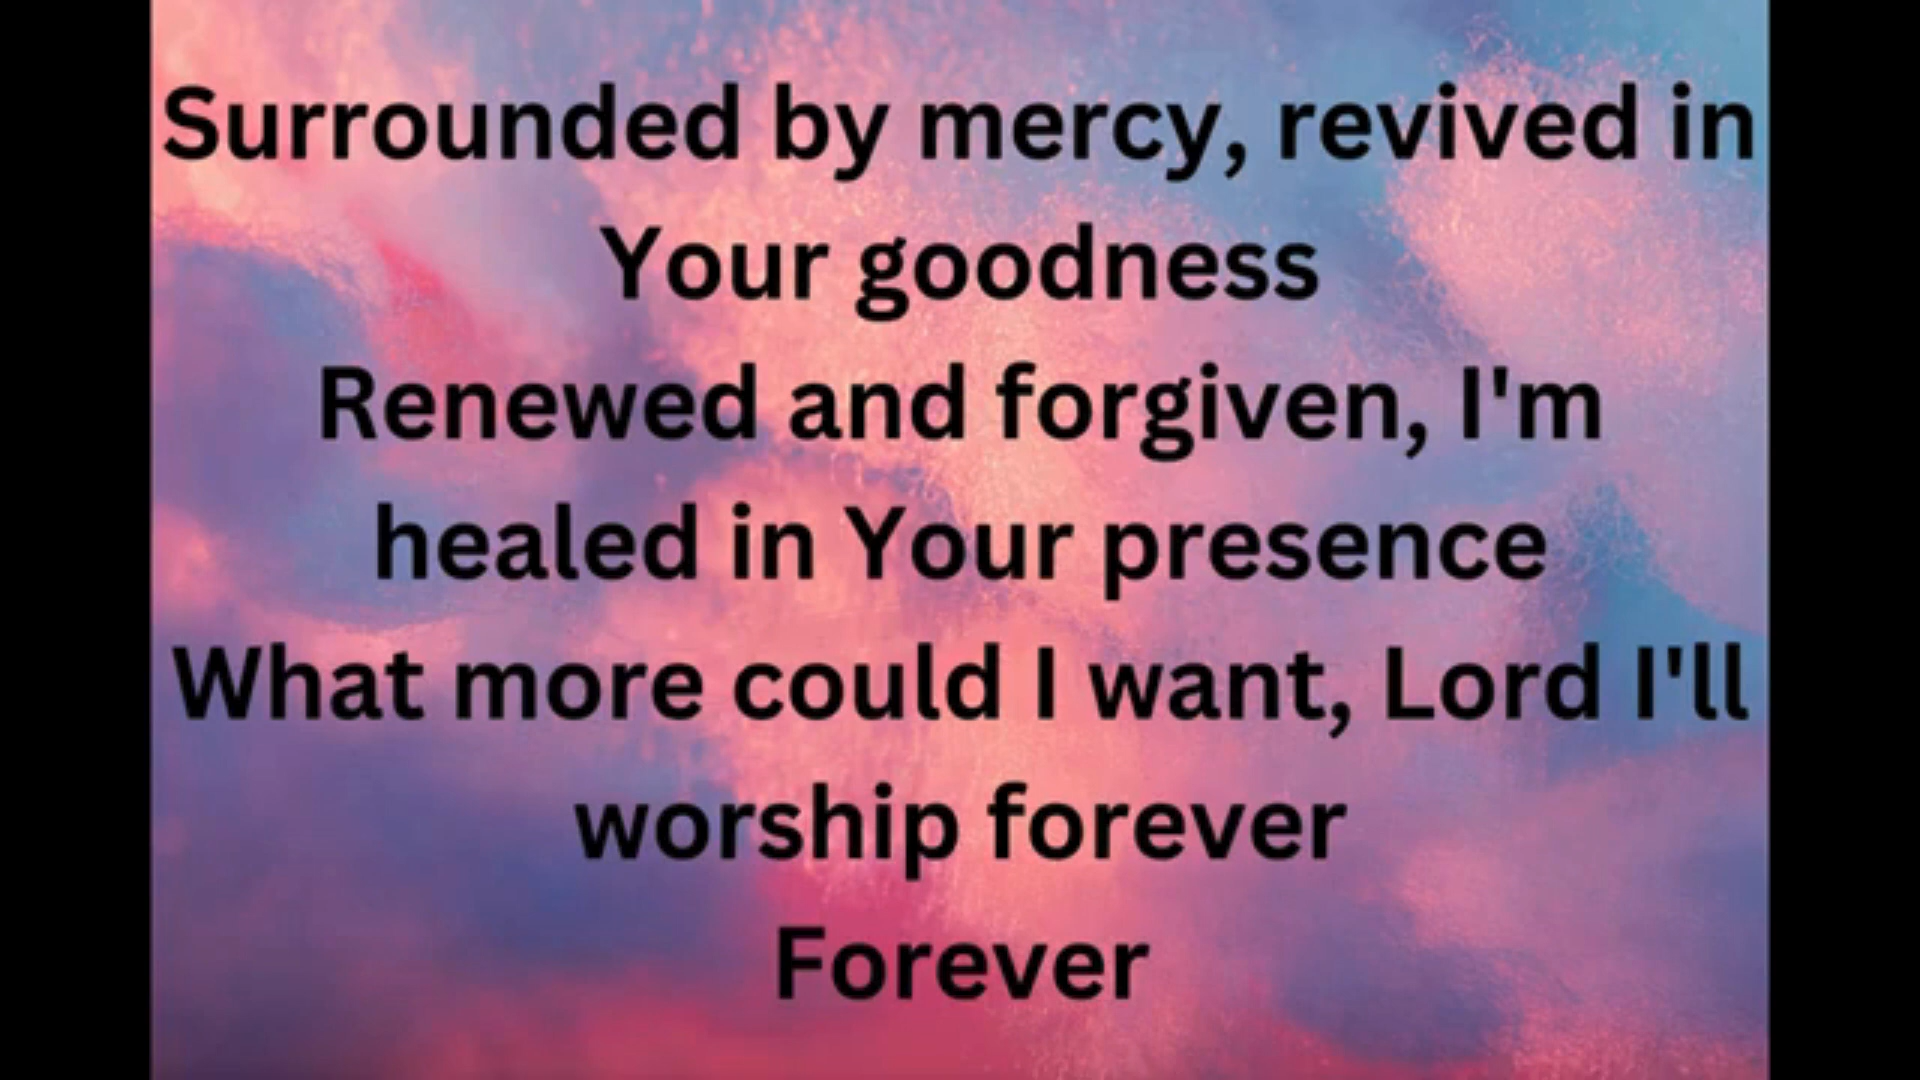 Surrounded by mercy, revived in
Your goodness
Renewed and forgiven, I'm
healed in Your presence
What more could I want, Lord I'll
worship forever
Forever